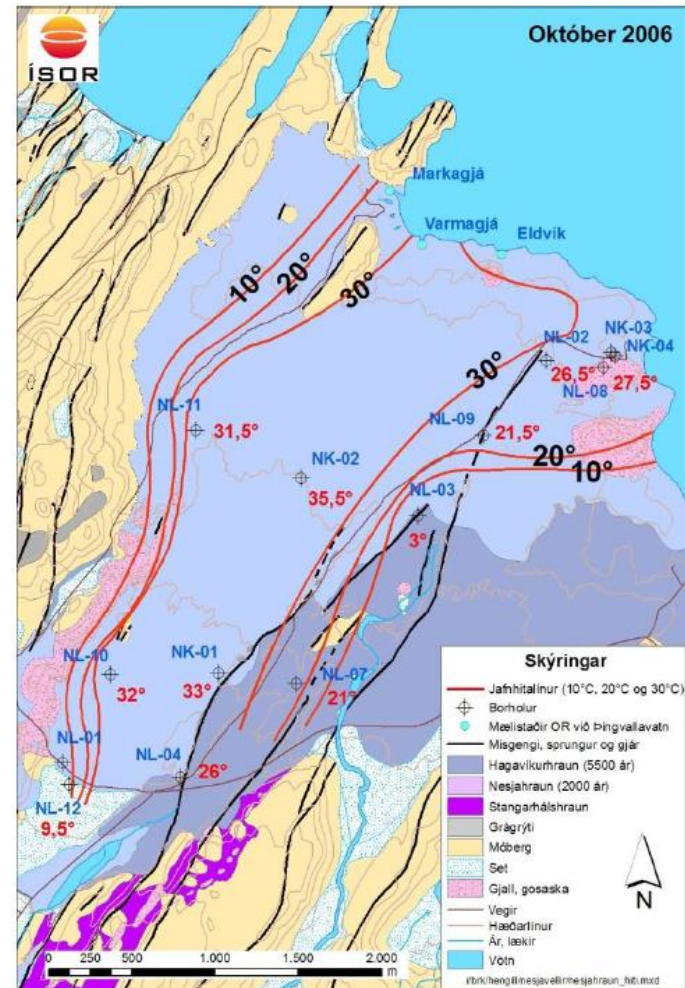 ÍSOR
Október 2006
Markagjá
Varmagjá
Eldvík
10°
20°
30°
30°
NL-02
NK-03
NK-04
26,5°
27,5°
NL-08
NL-11
31,5°
NL-09
21,5°
NK-02
35,5°
20°
10°
NL-03
3°
NL-10
32°
NK-01
33°
NL-07
21°
NL-01
NL-04
26°
NL-12
9,5°
Skýringar
Jafnhitalínur (10°C, 20°C og 30°C)
Borholur
Mælistaðir OR við Þingvallavatn
Misgengi, sprungur og gjár
Hagavíkurhraun (5500 ár)
Nesjahraun (2000 ár)
Stangarhálshraun
Grágrýti
Móberg
Set
Gjall, gosaska
Vegir
Hæðarlínur
Ár, lækir
Vötn
N
0 500 1.000 1.500 2.000
m
i/brk/hengill/nesjavellir/nesjahraun_hiti.mxd